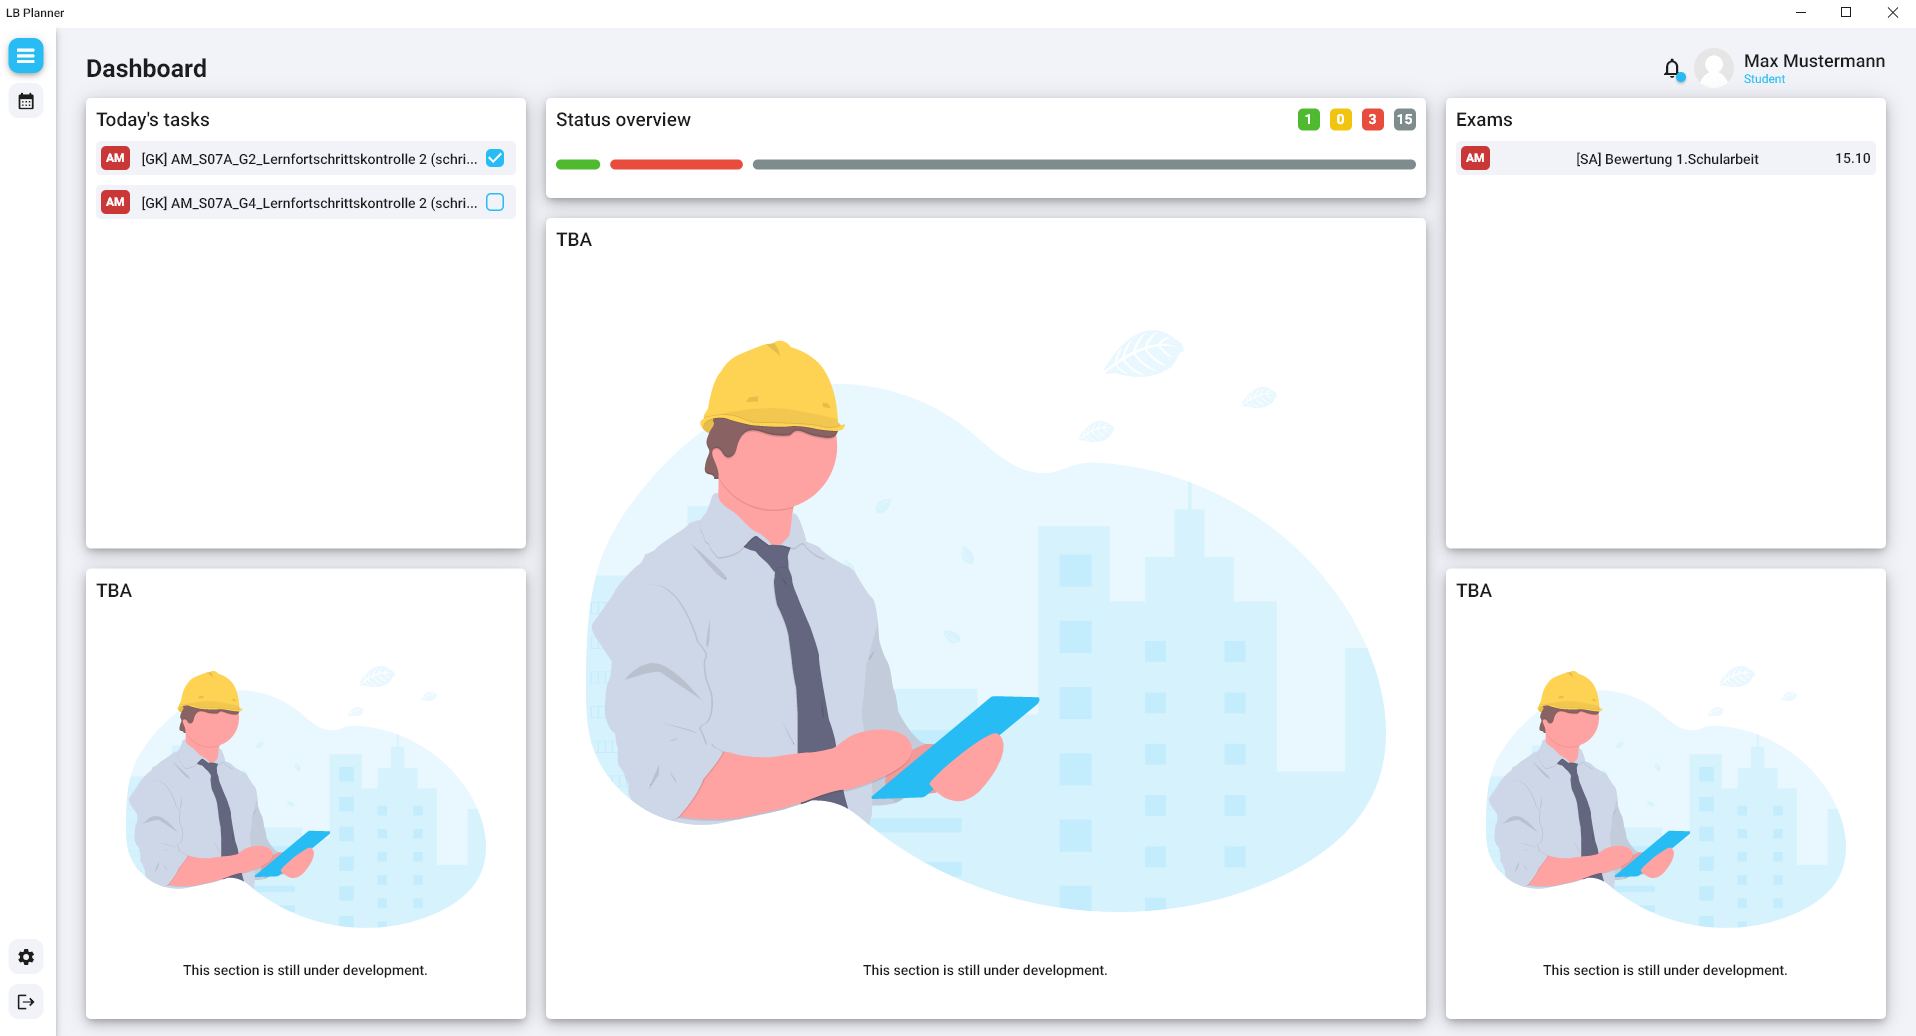 LB Planner
Dashboard
Max Mustermann
Student
Today's tasks
AM [GK] AM_S07A_G2_Lernfortschrittskontrolle 2 (schri...
AM [GK] AM_S07A_G4_Lernfortschrittskontrolle 2 (schri...
Status overview 1 0 3 15
Exams
AM [SA] Bewertung 1.Schularbeit 15.10
TBA
TBA
TBA
This section is still under development.
This section is still under development.
This section is still under development.